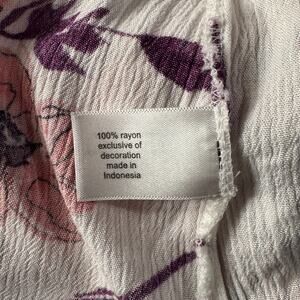 100% rayon
exclusive of
decoration
made in
Indonesia